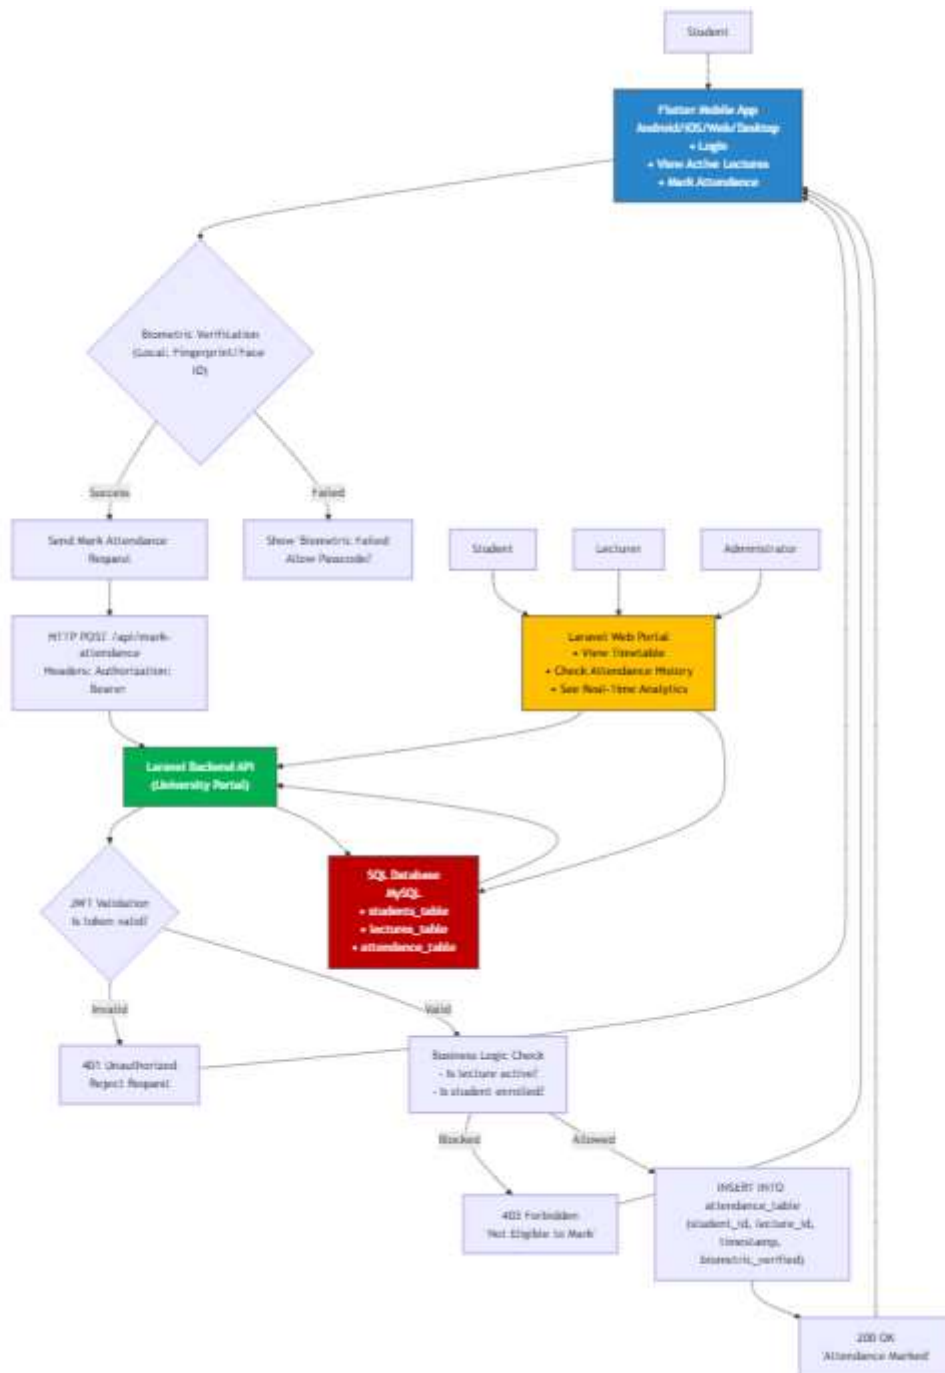 Student
Flutter Mobile App
Android/iOS/Web/Desktop
• Login
• View Active Lectures
• Mark Attendance
Biometric Verification
(Local: Fingerprint/Face
ID)
Success
Failed
Send Mark Attendance
Request
Show 'Biometric Failed
Allow Passcode?'
Student
Lecturer
Administrator
HTTP POST /api/mark-
attendance
Headers: Authorization:
Bearer
Laravel Web Portal
• View Timetable
• Check Attendance History
• See Real-Time Analytics
Laravel Backend API
(University Portal)
SQL Database
MySQL
• students_table
• lectures_table
• attendance_table
JWT Validation
Is token valid?
Invalid
Valid
401 Unauthorized
Reject Request
Business Logic Check
- Is lecture active?
- Is student enrolled?
Blocked
Allowed
403 Forbidden
'Not Eligible to Mark'
INSERT INTO
attendance_table
(student_id, lecture_id,
timestamp,
biometric_verified)
200 OK
'Attendance Marked'